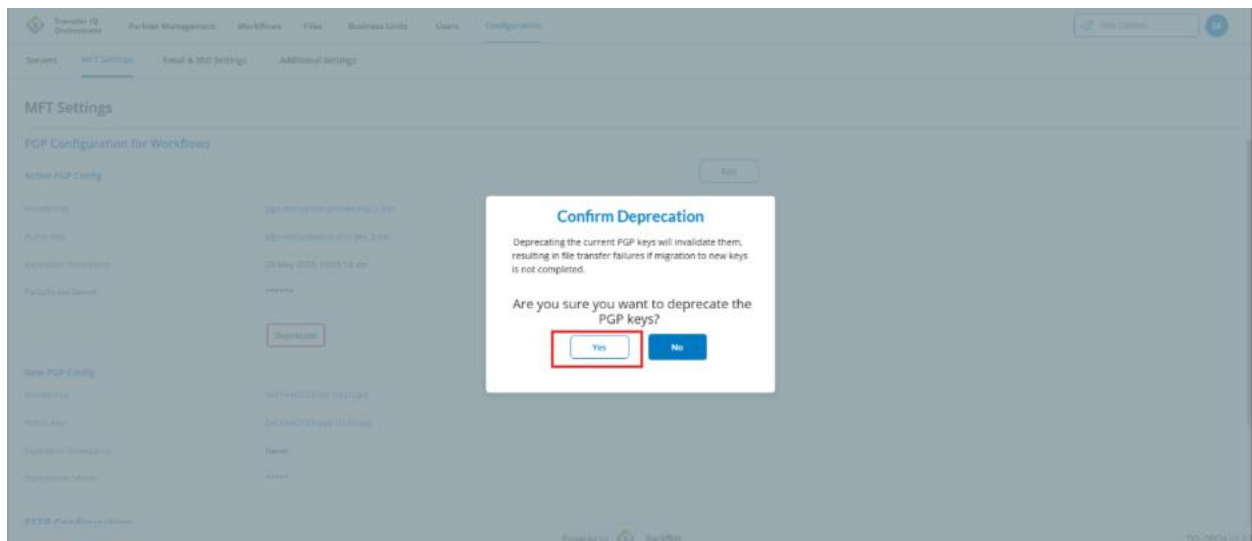 Transfer IQ
Partner Management Workflows Files Business Units Users Configuration
Servers MFT Settings Email & SSO Settings Additional Settings
MFT Settings
PGP Configuration for Workflows
Active PGP Config
Edit
Confirm Deprecation
Deprecating the current PGP keys will invalidate them,
resulting in file transfer failures if migration to new keys
is not completed.
Are you sure you want to deprecate the
PGP keys?
Yes No
Private Key
Public Key
Expiration Timestamp
Passphrase Secret ******
Deprecate
New PGP Config
Private Key
Public Key
Expiration Timestamp Never
Passphrase Secret *****
SFTP Configuration
Powered by Backflipt